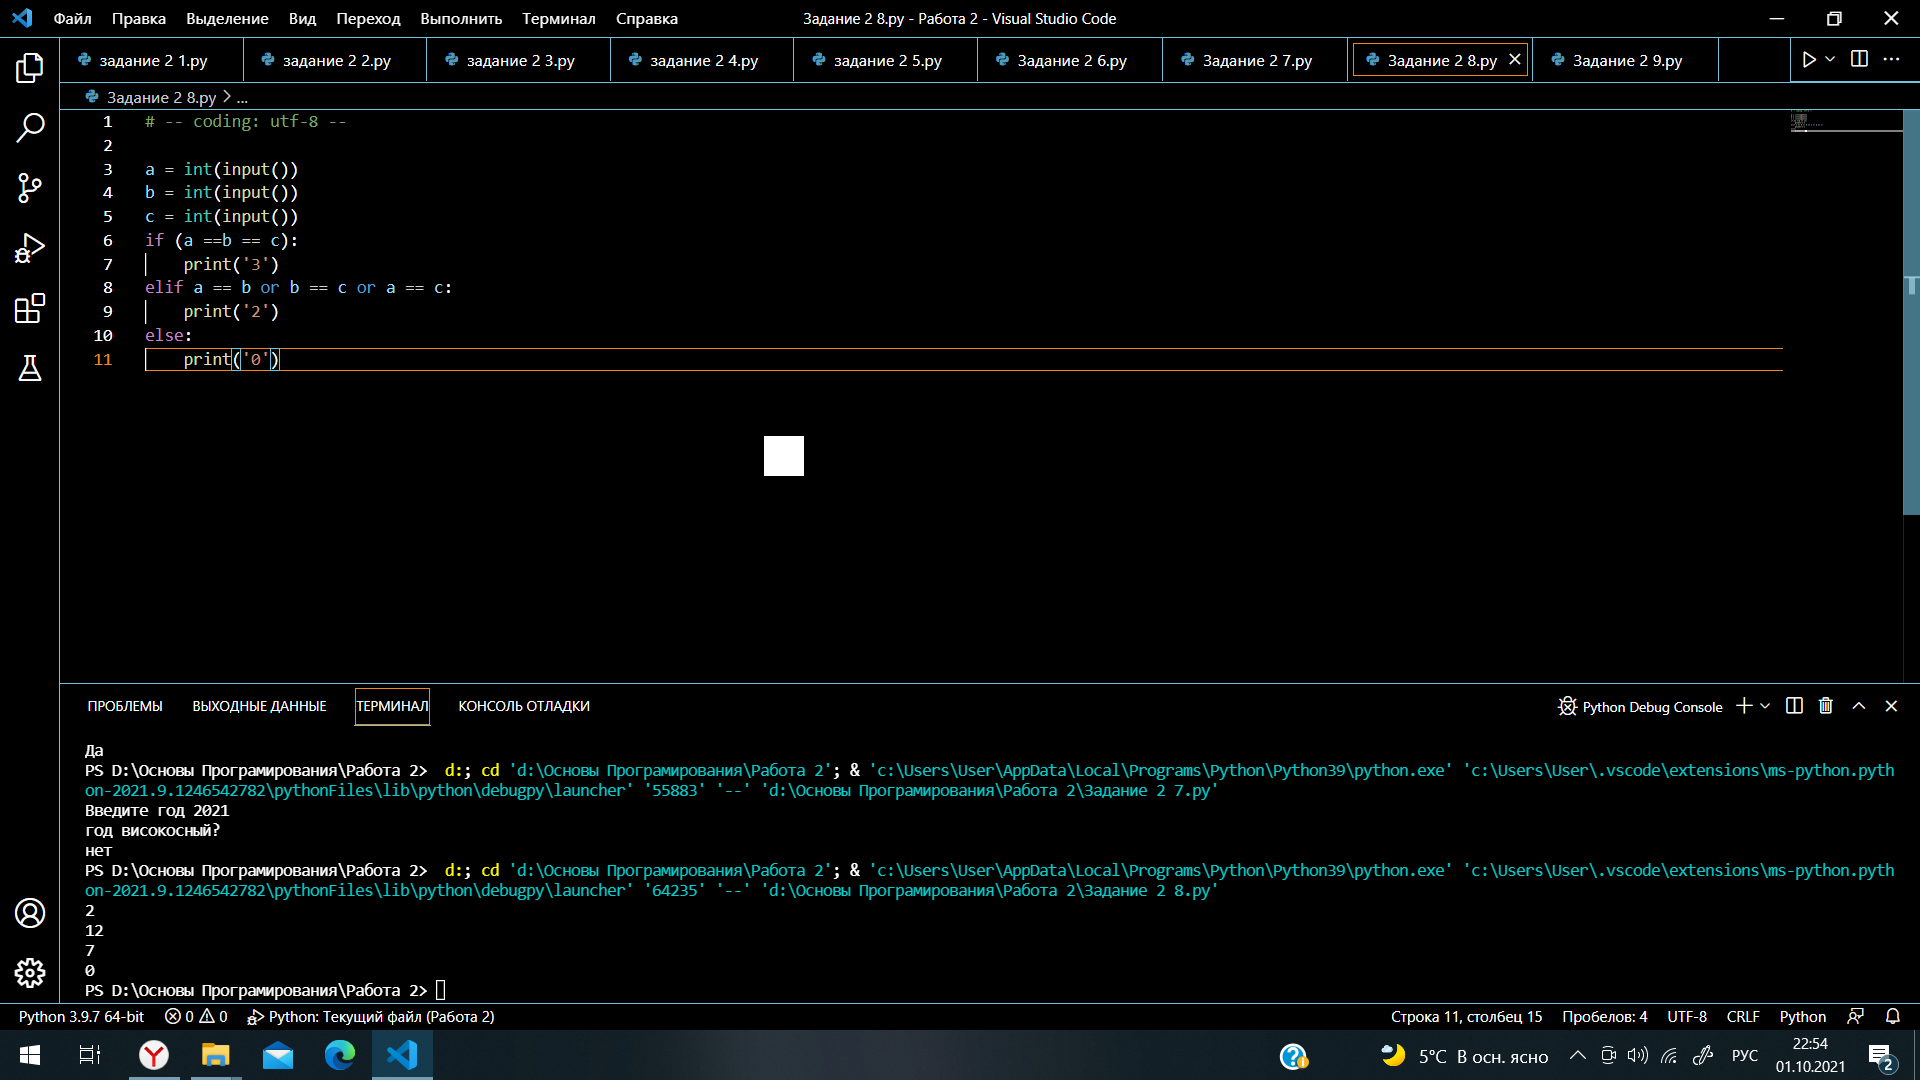 Файл Правка Выделение Вид Переход Выполнить Терминал Справка Задание 2 8.py - Работа 2 - Visual Studio Code
задание 2 1.py задание 2 2.py задание 2 3.py задание 2 4.py задание 2 5.py Задание 2 6.py Задание 2 7.py Задание 2 8.py Задание 2 9.py
Задание 2 8.py > ...
1 # -- coding: utf-8 --
2
3 a = int(input())
4 b = int(input())
5 c = int(input())
6 if (a ==b == c):
7 print('3')
8 elif a == b or b == c or a == c:
9 print('2')
10 else:
11 print('0')
ПРОБЛЕМЫ ВЫХОДНЫЕ ДАННЫЕ ТЕРМИНАЛ КОНСОЛЬ ОТЛАДКИ Python Debug Console
Да
PS D:\Основы Програмирования\Работа 2>  d:; cd 'd:\Основы Програмирования\Работа 2'; & 'c:\Users\User\AppData\Local\Programs\Python\Python39\python.exe' 'c:\Users\User\.vscode\extensions\ms-python.pyth
on-2021.9.1246542782\pythonFiles\lib\python\debugpy\launcher' '55883' '--' 'd:\Основы Програмирования\Работа 2\Задание 2 7.py'
Введите год 2021
год високосный?
нет
PS D:\Основы Програмирования\Работа 2>  d:; cd 'd:\Основы Програмирования\Работа 2'; & 'c:\Users\User\AppData\Local\Programs\Python\Python39\python.exe' 'c:\Users\User\.vscode\extensions\ms-python.pyth
on-2021.9.1246542782\pythonFiles\lib\python\debugpy\launcher' '64235' '--' 'd:\Основы Програмирования\Работа 2\Задание 2 8.py'
2
12
7
0
PS D:\Основы Програмирования\Работа 2>
Python 3.9.7 64-bit 0 0 Python: Текущий файл (Работа 2) Строка 11, столбец 15 Пробелов: 4 UTF-8 CRLF Python
5°C В осн. ясно РУС 22:54
01.10.2021 2